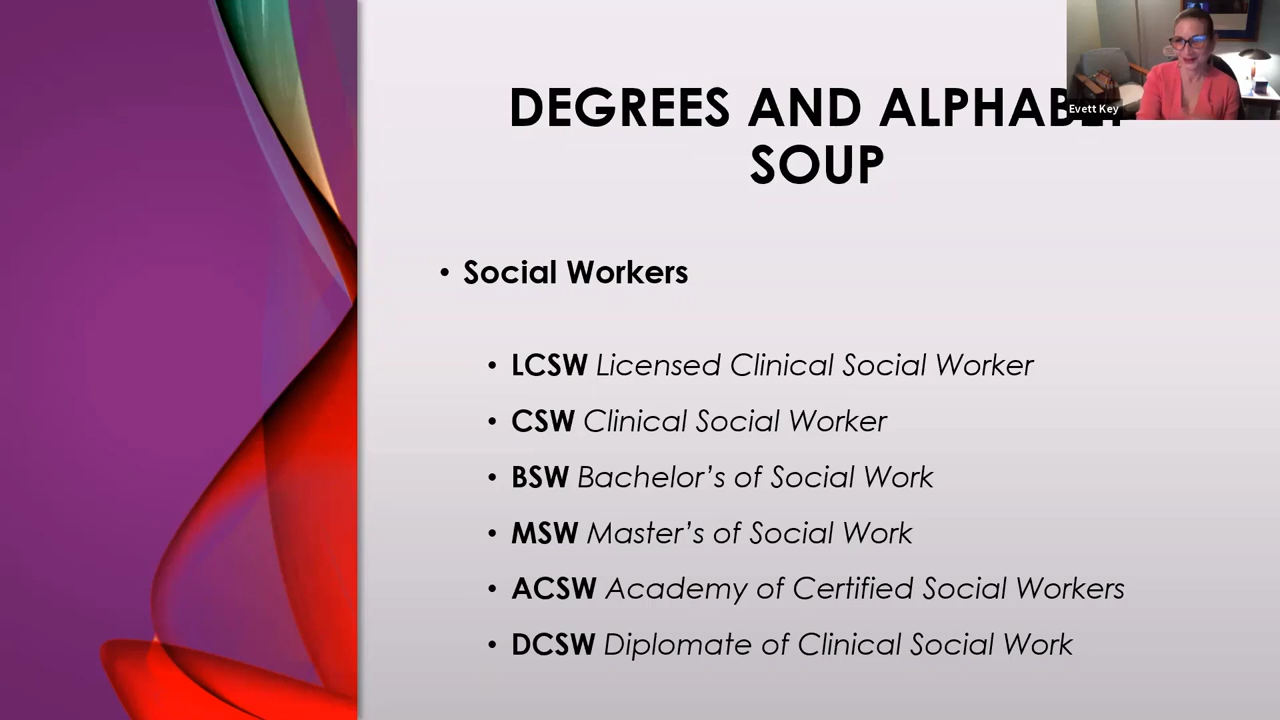 DEGREES AND ALPHABET
SOUP
• Social Workers
• LCSW Licensed Clinical Social Worker
• CSW Clinical Social Worker
• BSW Bachelor’s of Social Work
• MSW Master’s of Social Work
• ACSW Academy of Certified Social Workers
• DCSW Diplomate of Clinical Social Work
Evett Key